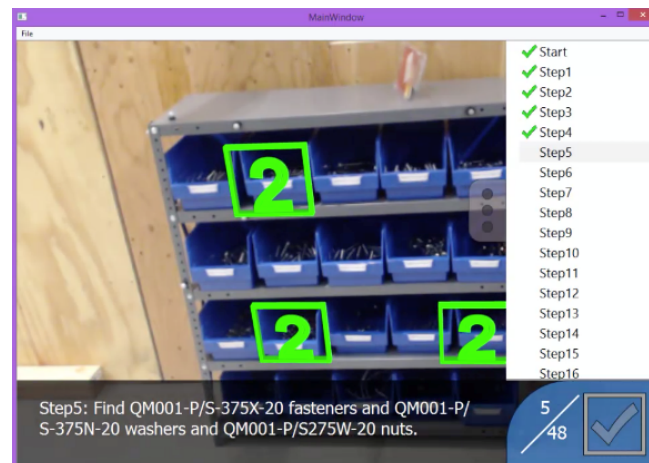 MainWindow
File
Start
Step1
Step2
Step3
Step4
Step5
Step6
Step7
Step8
Step9
Step10
Step11
Step12
Step13
Step14
Step15
Step16
2
2
2
Step5: Find QM001-P/S-375X-20 fasteners and QM001-P/
S-375N-20 washers and QM001-P/S275W-20 nuts.
5/48